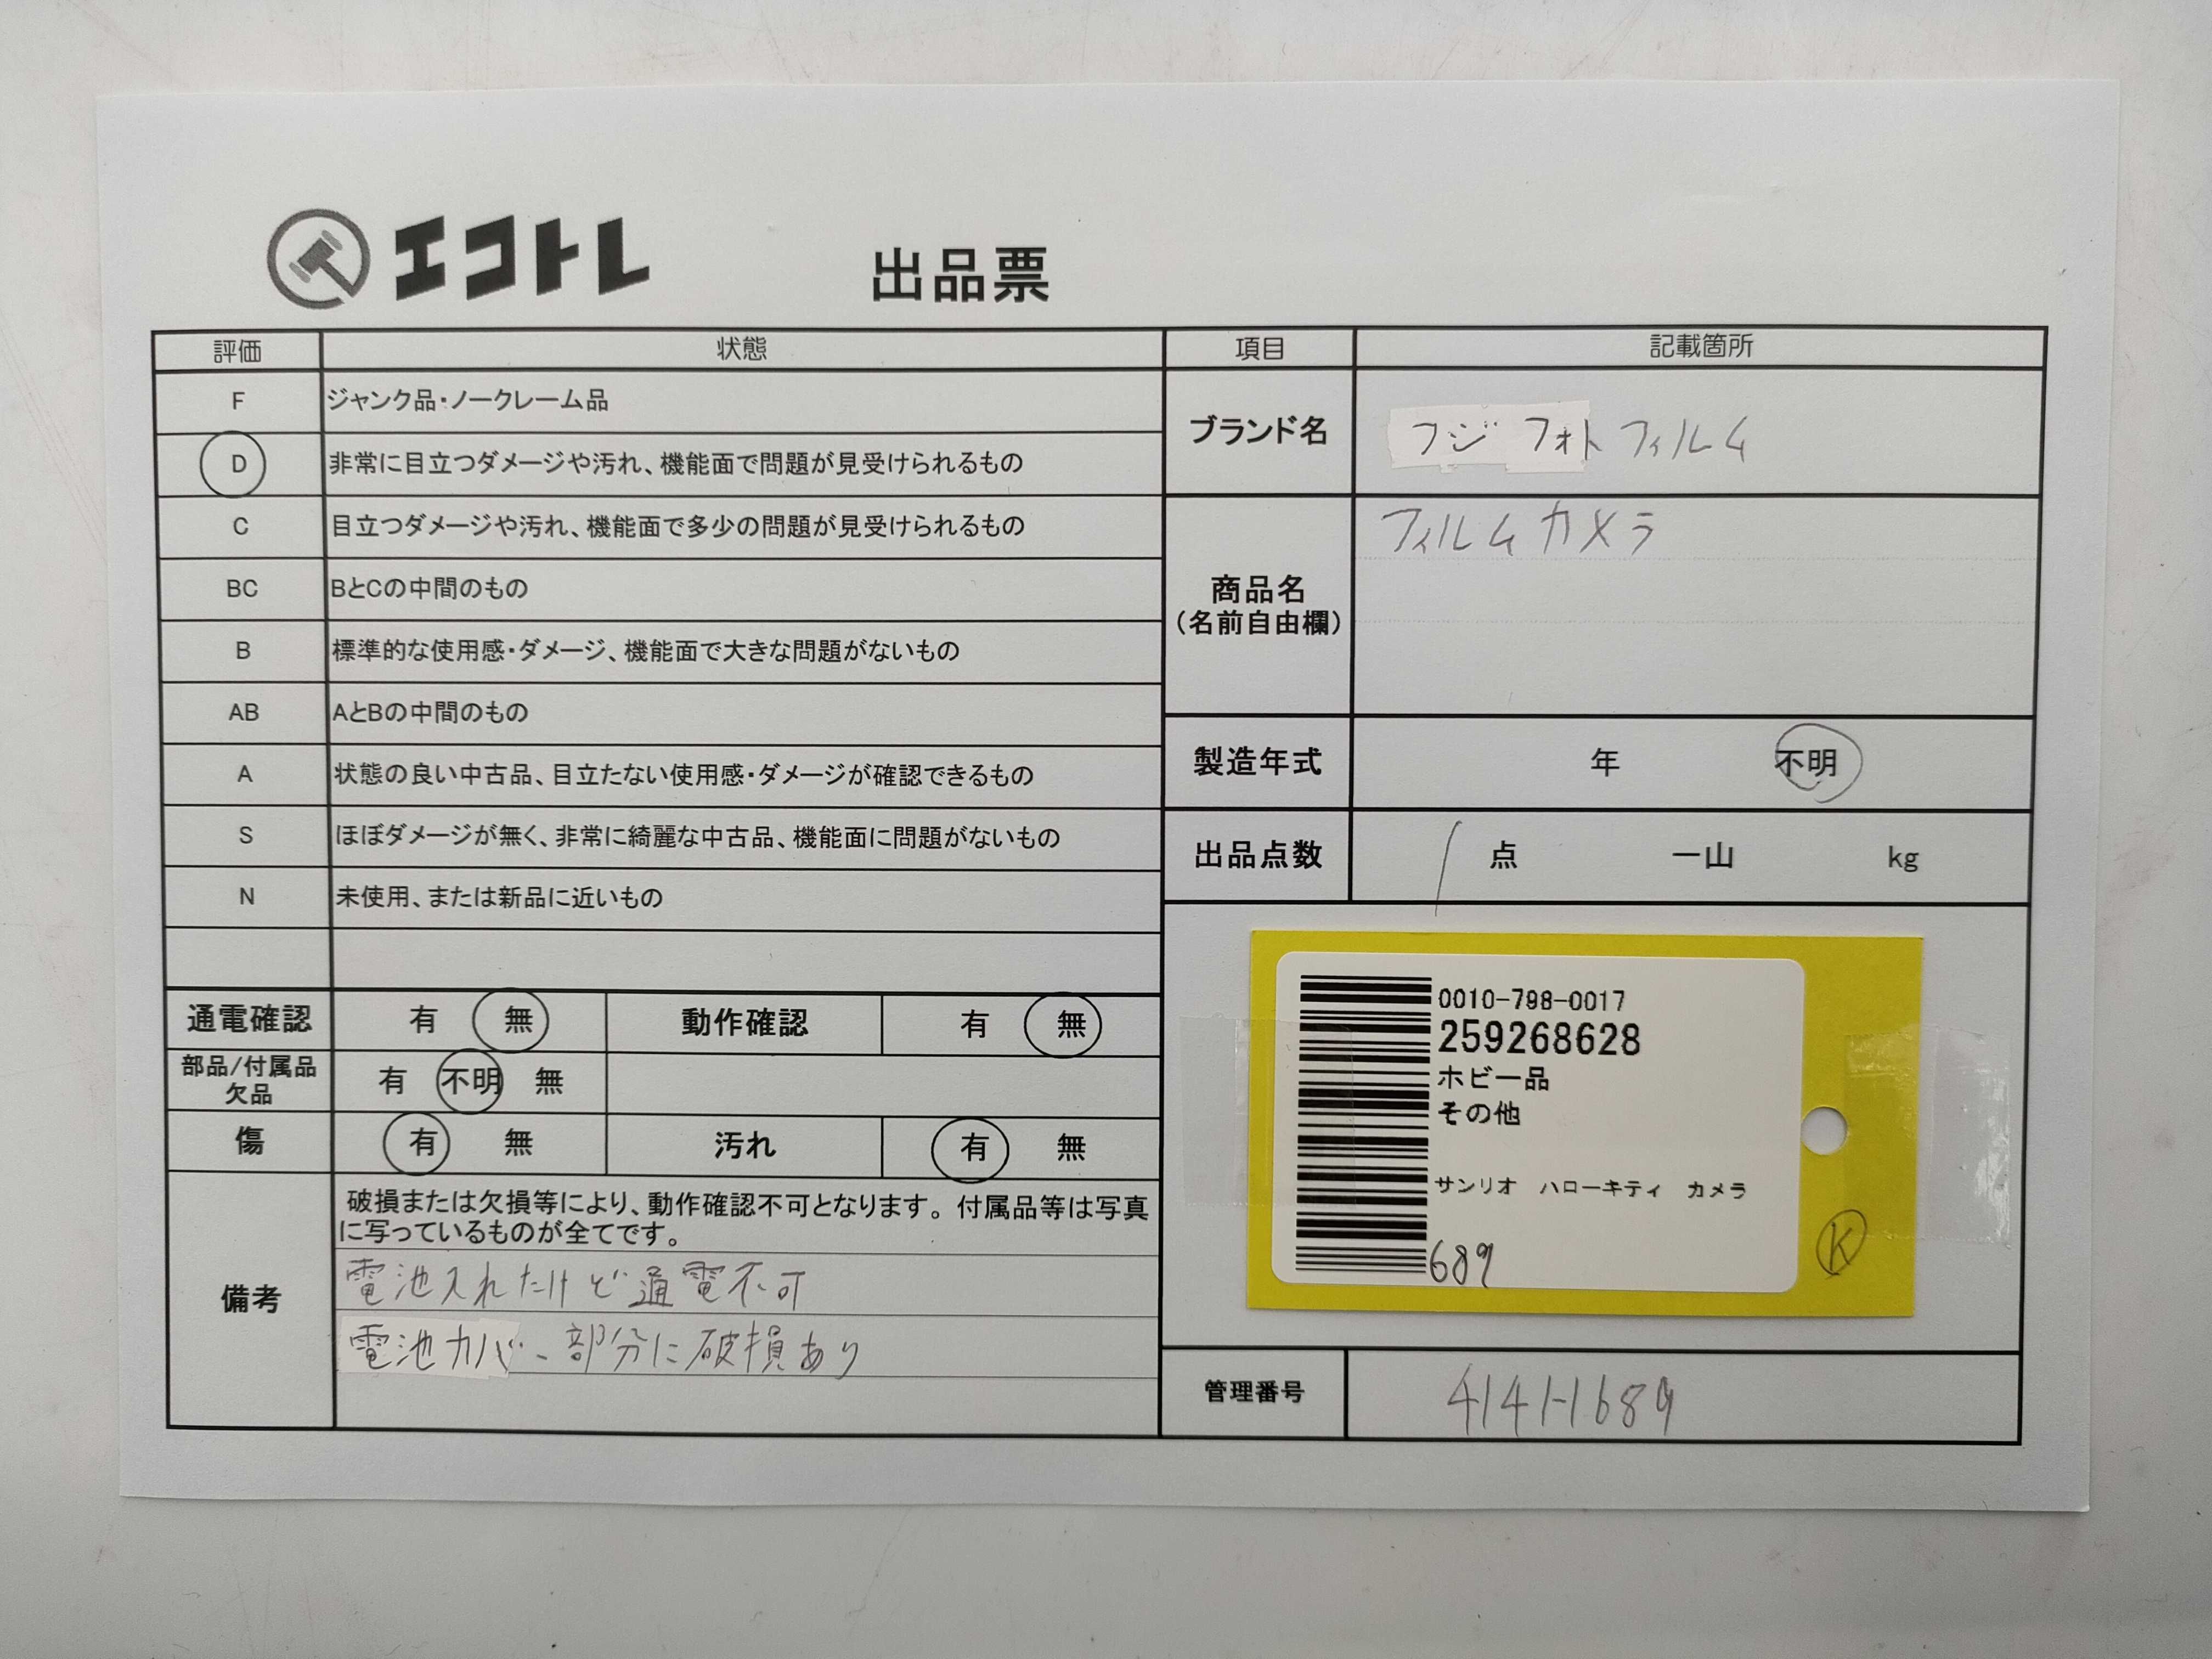 エコトレ
出品票
評価 状態
F ジャンク品・ノークレーム品
D 非常に目立つダメージや汚れ、機能面で問題が見受けられるもの
C 目立つダメージや汚れ、機能面で多少の問題が見受けられるもの
BC BとCの中間のもの
B 標準的な使用感・ダメージ、機能面で大きな問題がないもの
AB AとBの中間のもの
A 状態の良い中古品、目立たない使用感・ダメージが確認できるもの
S ほぼダメージが無く、非常に綺麗な中古品、機能面に問題がないもの
N 未使用、または新品に近いもの
通電確認 有 無 動作確認 有 無
部品/付属品
欠品
有 不明 無
傷 有 無 汚れ 有 無
備考
破損または欠損等により、動作確認不可となります。付属品等は写真
に写っているものが全てです。
電池入れたけど通電不可
電池カバー部分に破損あり
項目 記載箇所
ブランド名 フジフォトフィルム
商品名
(名前自由欄)
フィルムカメラ
製造年式 年 不明
出品点数 1 点 一山 kg
0010-798-0017
259268628
ホビー品
その他
サンリオ ハローキティ カメラ
689
K
管理番号 4141-1689